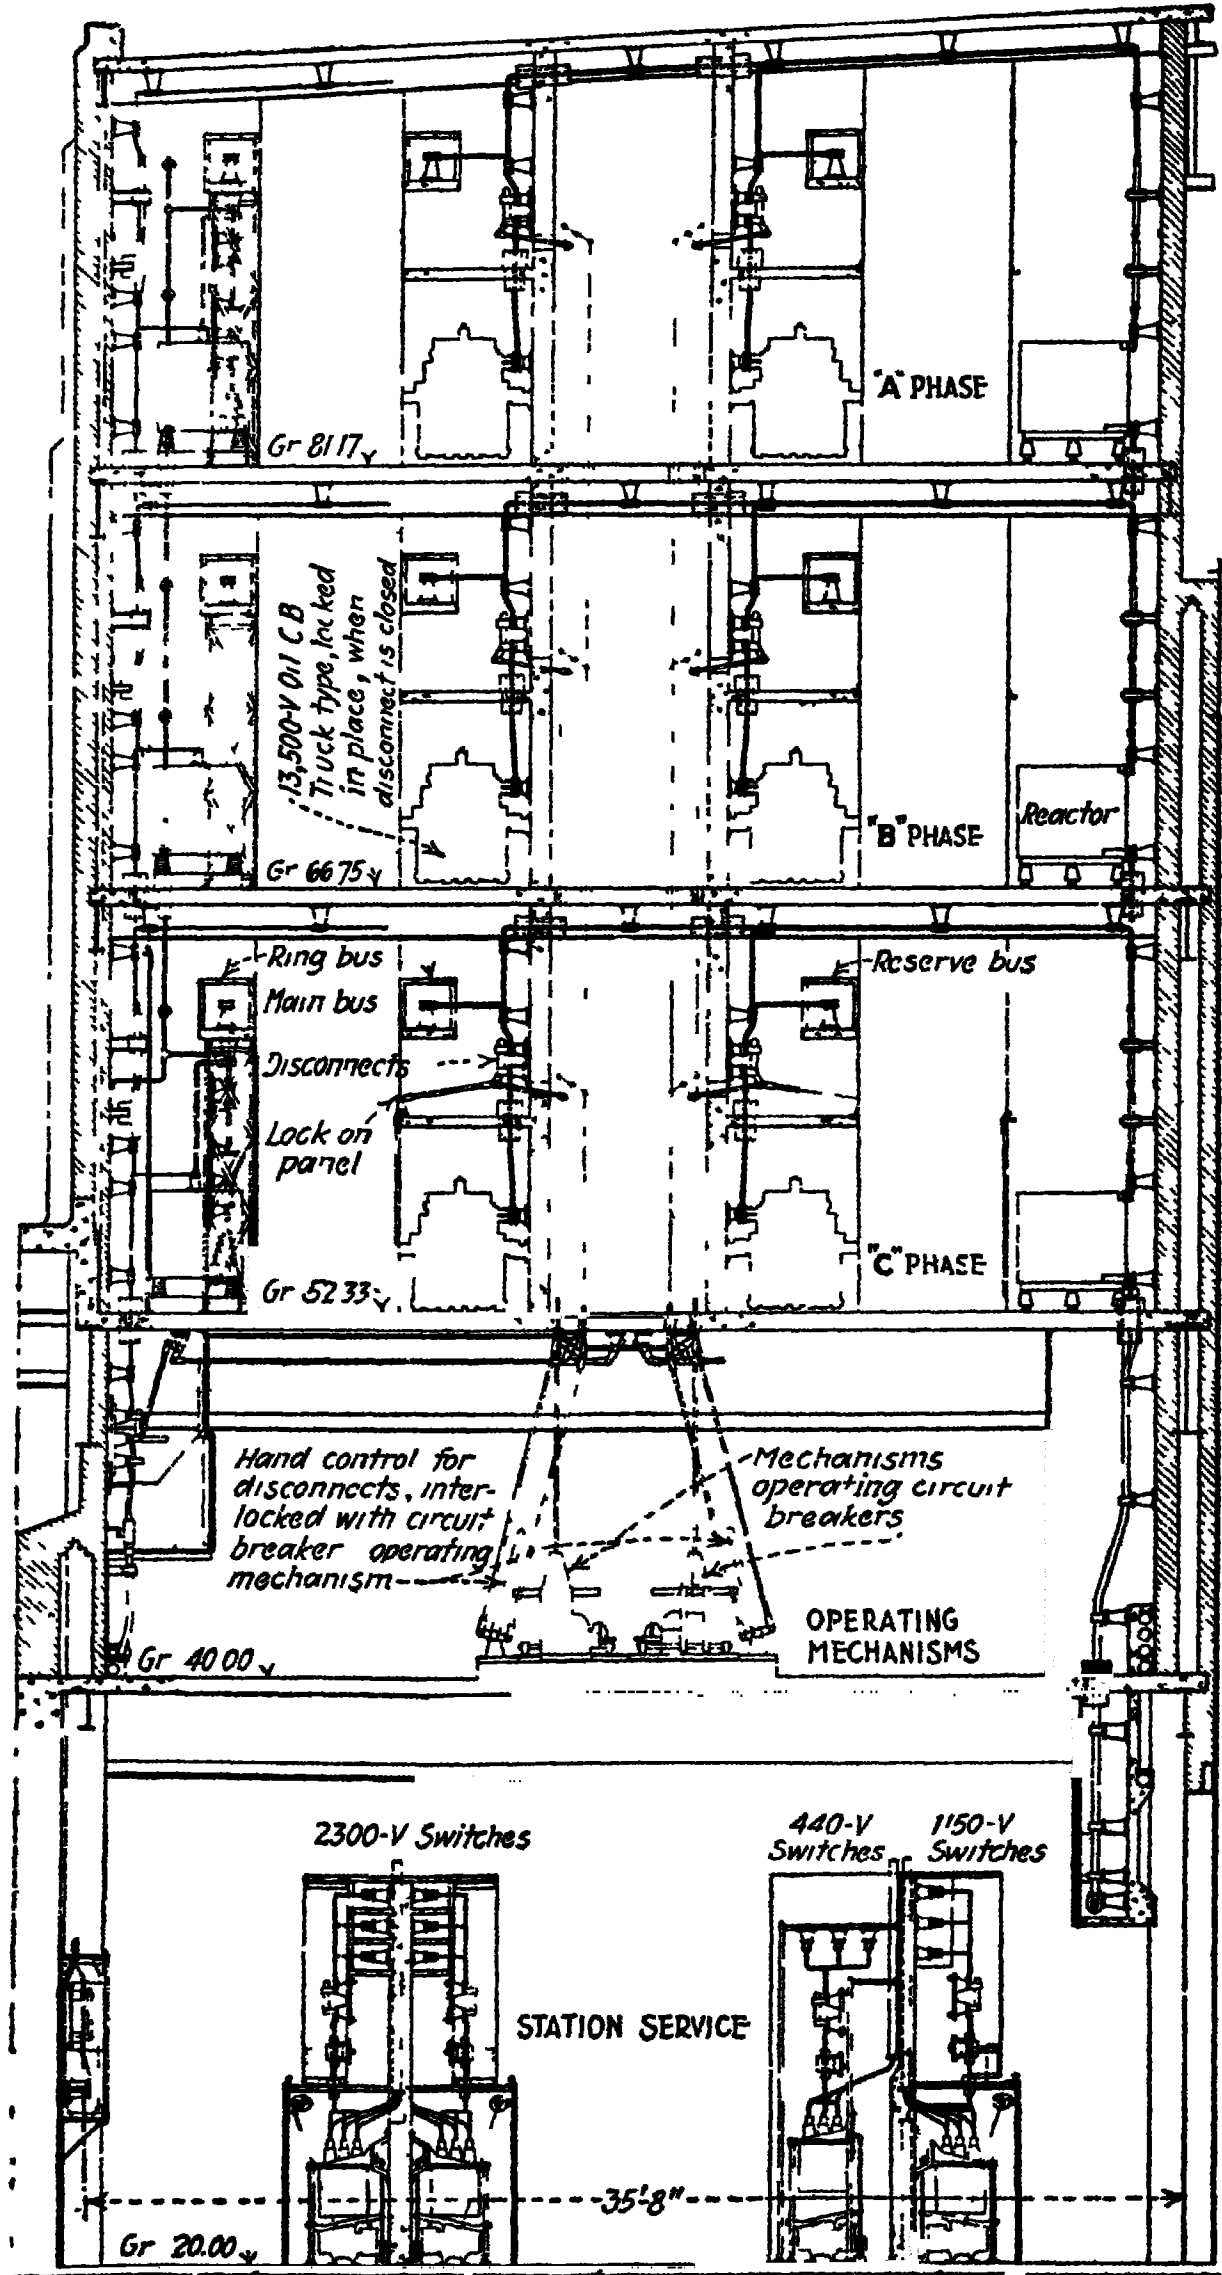 "A" PHASE
Gr 81 17
13,500-V Oil C B
Truck type, locked
in place, when
disconnect is closed
"B" PHASE
Reactor
Gr 66 75
Ring bus
Main bus
Reserve bus
Disconnects
Lock on
panel
"C" PHASE
Gr 52 33
Hand control for
disconnects, inter-
locked with circuit
breaker operating
mechanism
Mechanisms
operating circuit
breakers
OPERATING
MECHANISMS
Gr 40 00
2300-V Switches
440-V
Switches
1150-V
Switches
STATION SERVICE
35'-8"
Gr 20.00